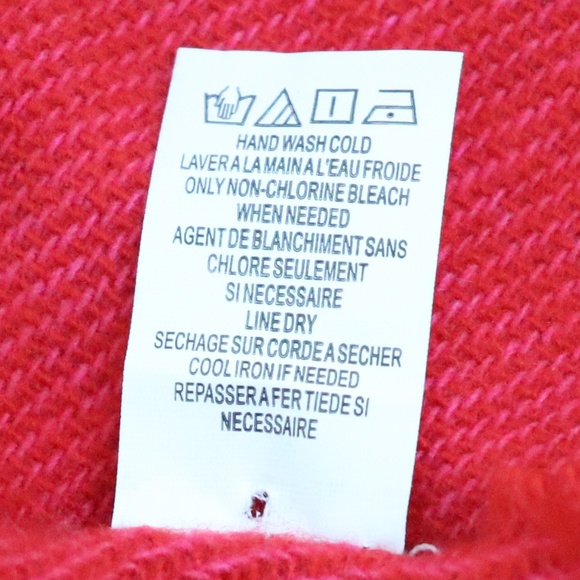 HAND WASH COLD
LAVER A LA MAIN A L'EAU FROIDE
ONLY NON-CHLORINE BLEACH
WHEN NEEDED
AGENT DE BLANCHIMENT SANS
CHLORE SEULEMENT
SI NECESSAIRE
LINE DRY
SECHAGE SUR CORDE A SECHER
COOL IRON IF NEEDED
REPASSER A FER TIEDE SI
NECESSAIRE